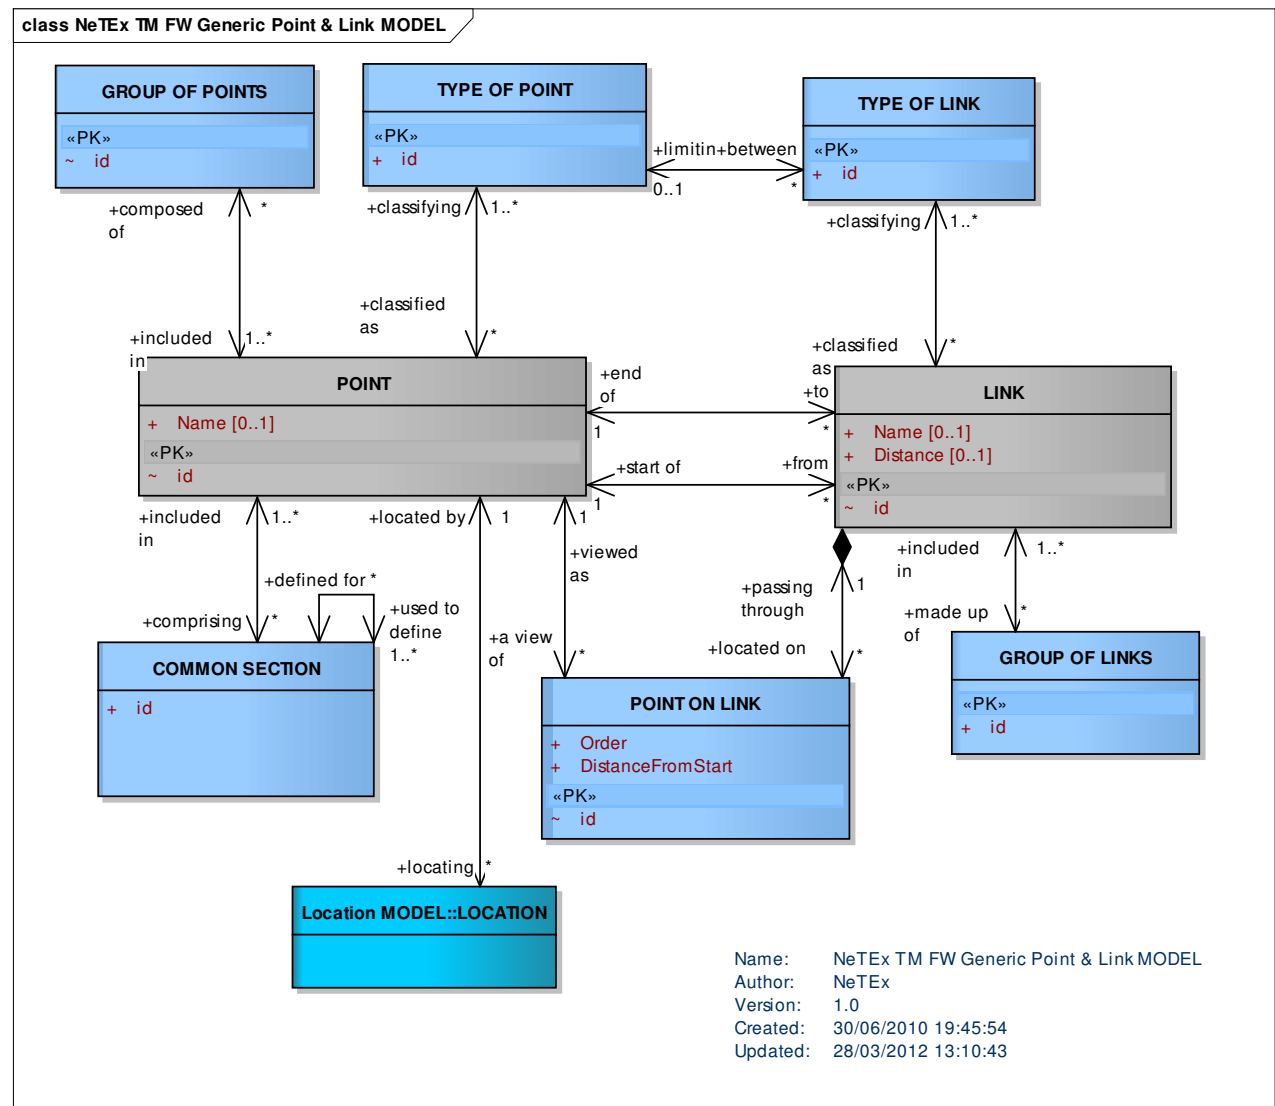 class NeTEx TM FW Generic Point & Link MODEL
GROUP OF POINTS
«PK»
~ id
TYPE OF POINT
«PK»
+ id
TYPE OF LINK
«PK»
+ id
+limitin+between
0..1
*
+composed
of
*
+classifying
1..*
+classifying
1..*
+included
in
1..*
+classified
as
*
+classified
as
*
POINT
+ Name [0..1]
«PK»
~ id
+end
of
1
+to
*
+start of
1
+from
*
LINK
+ Name [0..1]
+ Distance [0..1]
«PK»
~ id
+included
in
1..*
+located by
1
1
+viewed
as
+passing
through
1
+included
in
1..*
+defined for *
+used to
define
1..*
+comprising
*
+a view
of
*
+located on
*
+made up
of
*
COMMON SECTION
+ id
POINT ON LINK
+ Order
+ DistanceFromStart
«PK»
~ id
GROUP OF LINKS
«PK»
+ id
+locating
*
Location MODEL::LOCATION
Name: NeTEx TM FW Generic Point & Link MODEL
Author: NeTEx
Version: 1.0
Created: 30/06/2010 19:45:54
Updated: 28/03/2012 13:10:43